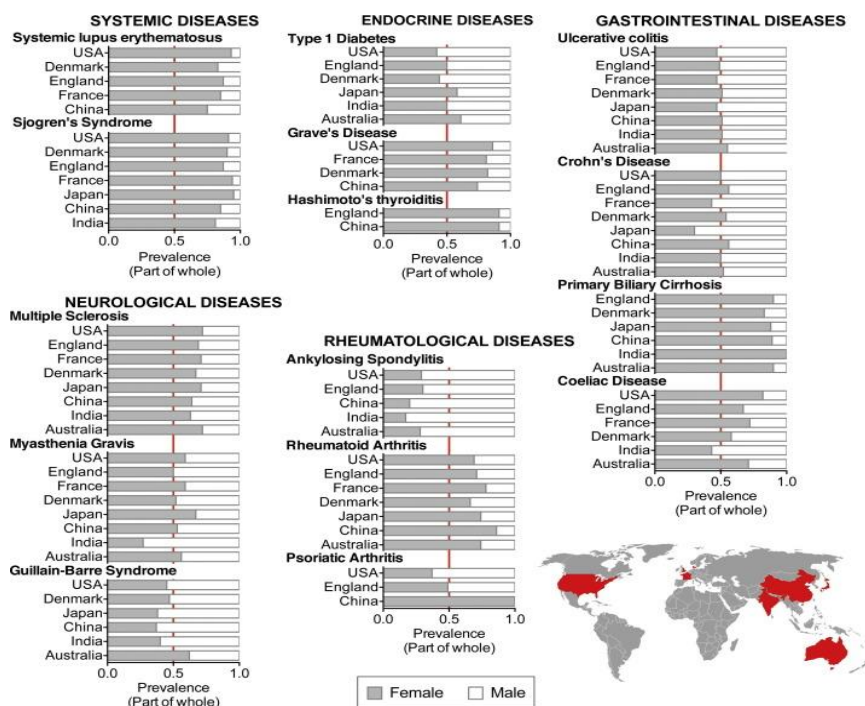 SYSTEMIC DISEASES
Systemic lupus erythematosus
USA
Denmark
England
France
China
Sjogren's Syndrome
USA
Denmark
England
France
Japan
China
India
0.0 0.5 1.0
Prevalence
(Part of whole)
ENDOCRINE DISEASES
Type 1 Diabetes
USA
England
Denmark
Japan
India
Australia
Grave's Disease
USA
France
Denmark
China
Hashimoto's thyroiditis
England
China
0.0 0.5 1.0
Prevalence
(Part of whole)
GASTROINTESTINAL DISEASES
Ulcerative colitis
USA
England
France
Denmark
Japan
China
India
Australia
Crohn's Disease
USA
England
France
Denmark
Japan
China
India
Australia
Primary Biliary Cirrhosis
England
Denmark
Japan
China
India
Australia
Coeliac Disease
USA
England
France
Denmark
India
Australia
0.0 0.5 1.0
Prevalence
(Part of whole)
NEUROLOGICAL DISEASES
Multiple Sclerosis
USA
England
France
Denmark
Japan
China
India
Australia
Myasthenia Gravis
USA
England
France
Denmark
Japan
China
India
Australia
Guillain-Barre Syndrome
USA
Denmark
Japan
China
India
Australia
0.0 0.5 1.0
Prevalence
(Part of whole)
RHEUMATOLOGICAL DISEASES
Ankylosing Spondylitis
USA
England
China
India
Australia
Rheumatoid Arthritis
USA
England
France
Denmark
Japan
China
Australia
Psoriatic Arthritis
USA
England
China
0.0 0.5 1.0
Prevalence
(Part of whole)
Female Male